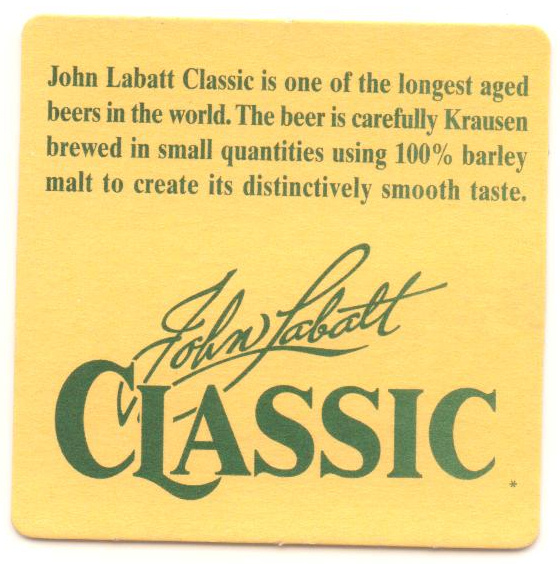 John Labatt Classic is one of the longest aged
beers in the world. The beer is carefully Krausen
brewed in small quantities using 100% barley
malt to create its distinctively smooth taste.
John Labatt
CLASSIC
*